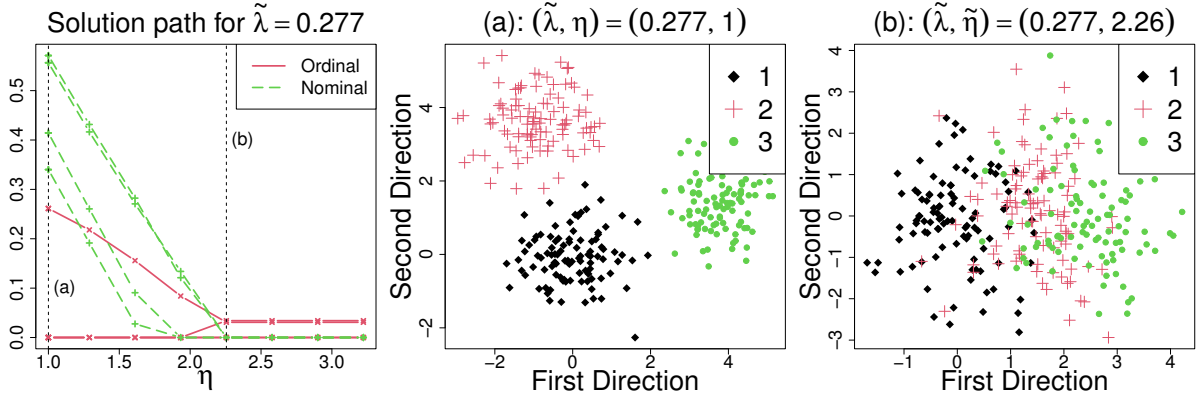 Solution path for λ̃ = 0.277
0.0 0.1 0.2 0.3 0.4 0.5
Ordinal
Nominal
(b)
(a)
1.0 1.5 2.0 2.5 3.0
η
(a): (λ̃, η) = (0.277, 1)
Second Direction
−2 0 2 4
1
2
3
−2 0 2 4
First Direction
(b): (λ̃, η̃) = (0.277, 2.26)
Second Direction
−3 −2 −1 0 1 2 3 4
1
2
3
−1 0 1 2 3 4
First Direction